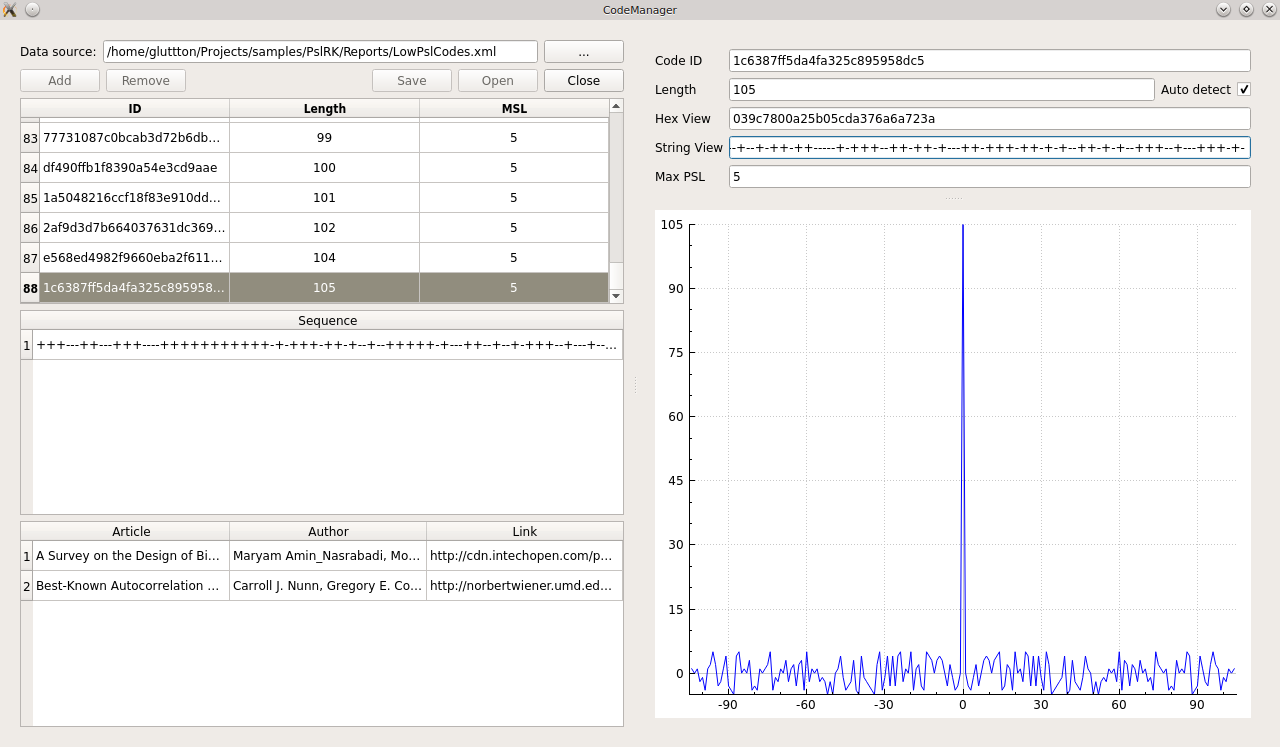 CodeManager
Data source: /home/gluttton/Projects/samples/PslRK/Reports/LowPslCodes.xml ...
Add Remove Save Open Close
ID Length MSL
83 77731087c0bcab3d72b6db... 99 5
84 df490ffb1f8390a54e3cd9aae 100 5
85 1a5048216ccf18f83e910dd... 101 5
86 2af9d3d7b664037631dc369... 102 5
87 e568ed4982f9660eba2f611... 104 5
88 1c6387ff5da4fa325c895958... 105 5
Sequence
1 +++---++---+++----+++++++++++-+-+++-++-+--+--+++++-+---++--+--+-+++--+---+--...
Article Author Link
1 A Survey on the Design of Bi... Maryam Amin_Nasrabadi, Mo... http://cdn.intechopen.com/p...
2 Best-Known Autocorrelation ... Carroll J. Nunn, Gregory E. Co... http://norbertwiener.umd.ed...
Code ID 1c6387ff5da4fa325c895958dc5
Length 105 Auto detect
Hex View 039c7800a25b05cda376a6a723a
String View --+--+-++-++-----+-+++--++-++-+---++-+++-++-+-+--++-+-+--+++--+---+++-+-
Max PSL 5
105
90
75
60
45
30
15
0
-90 -60 -30 0 30 60 90